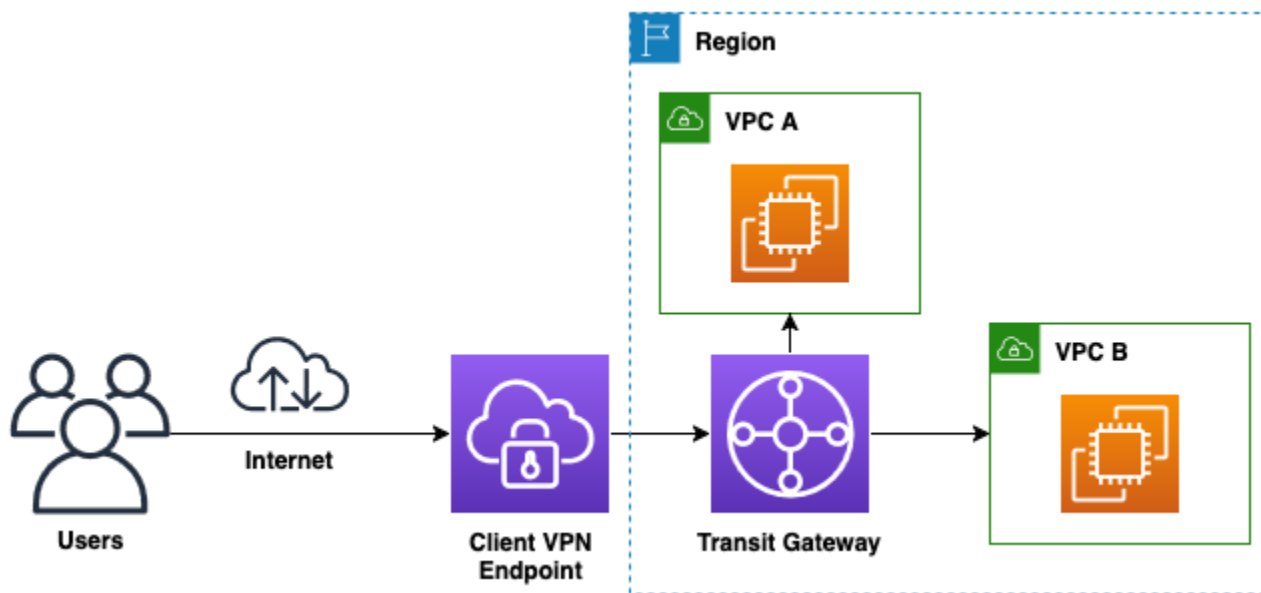 Region
VPC A
VPC B
Internet
Users
Client VPN
Endpoint
Transit Gateway